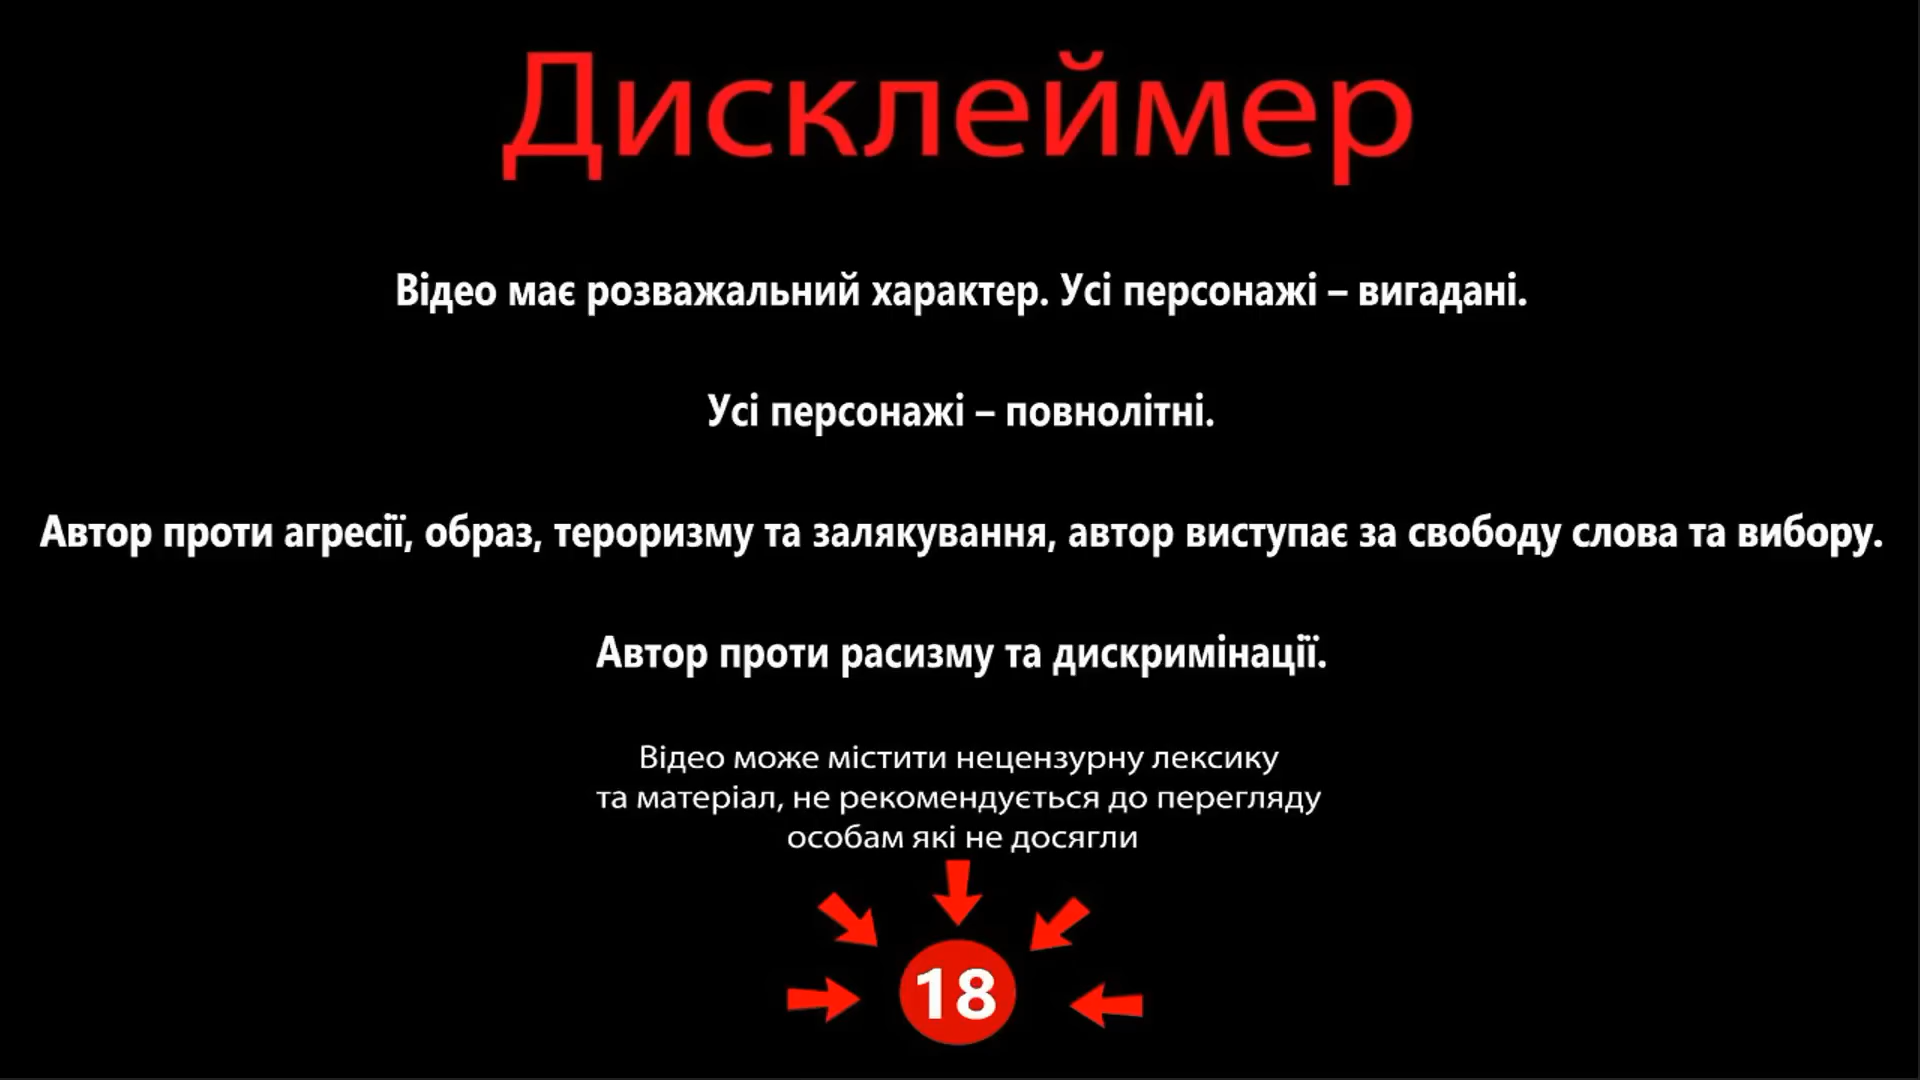 Дисклеймер
Відео має розважальний характер. Усі персонажі – вигадані.
Усі персонажі – повнолітні.
Автор проти агресії, образ, тероризму та залякування, автор виступає за свободу слова та вибору.
Автор проти расизму та дискримінації.
Відео може містити нецензурну лексику
та матеріал, не рекомендується до перегляду
особам які не досягли
18